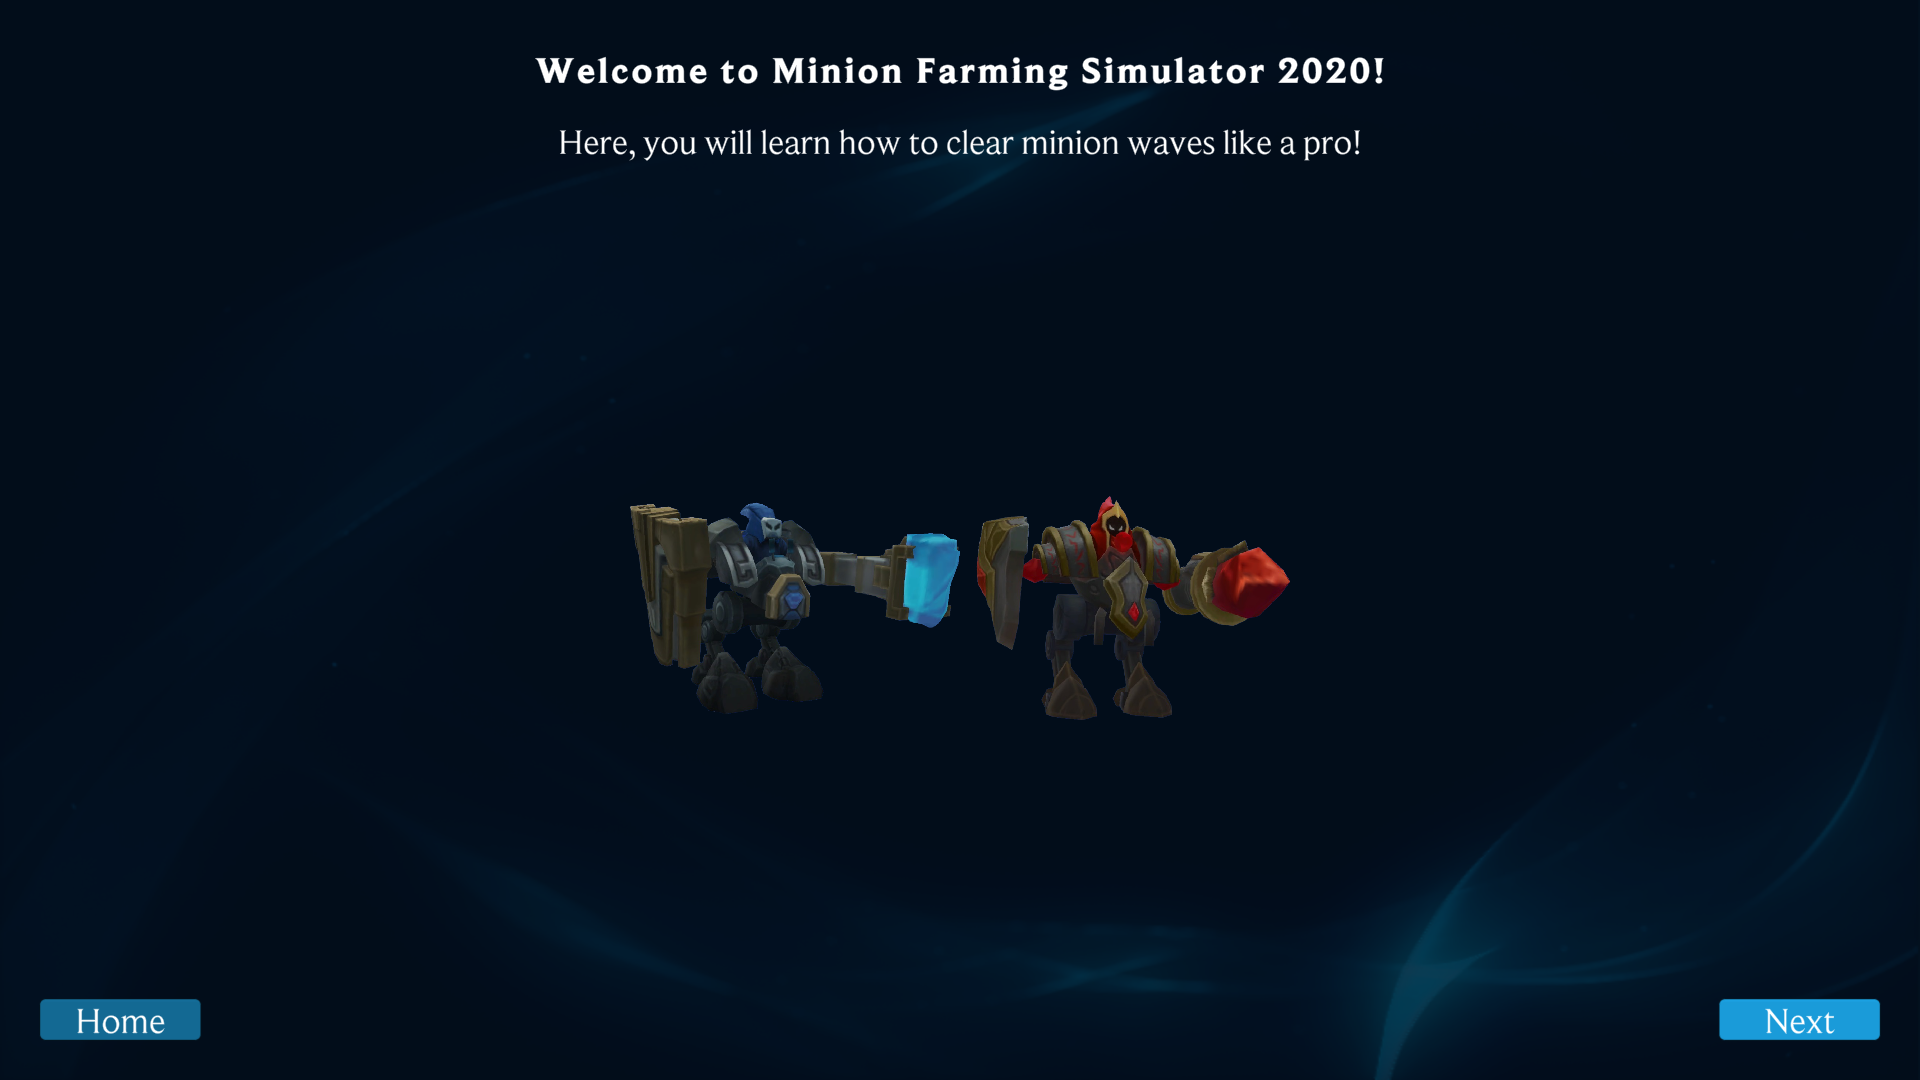 Welcome to Minion Farming Simulator 2020!
Here, you will learn how to clear minion waves like a pro!
Home
Next